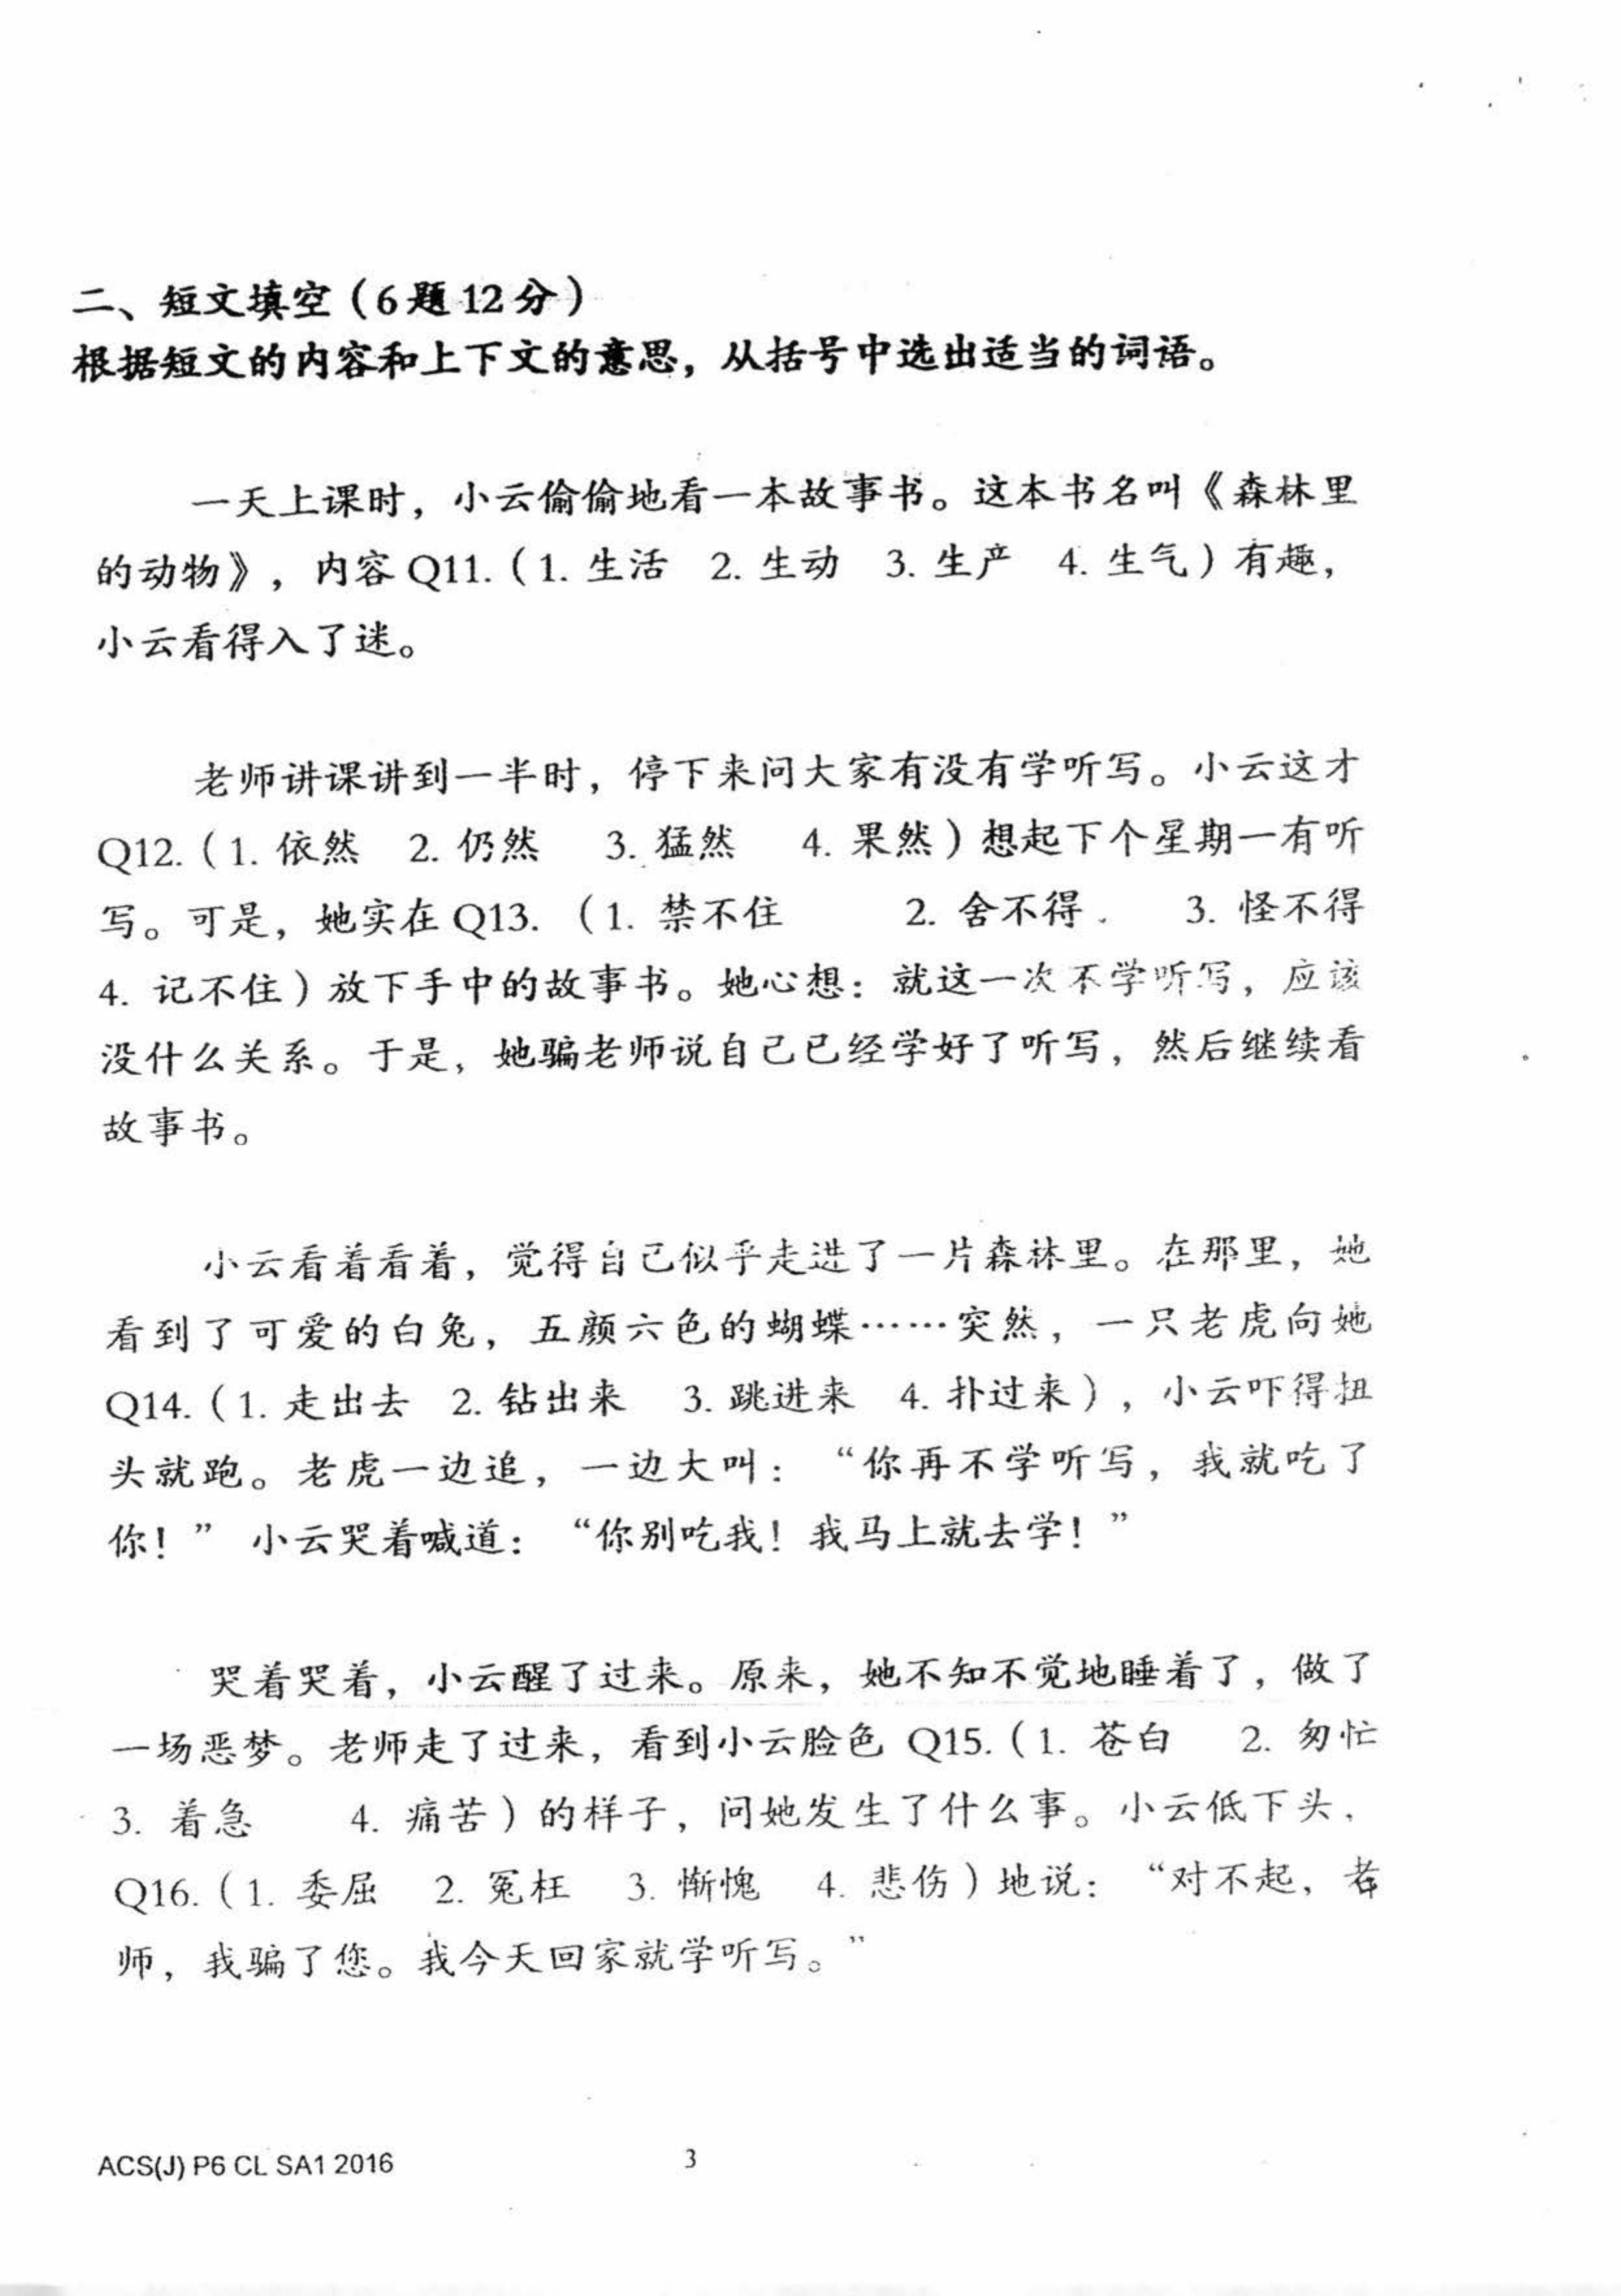 二、短文填空（6题12分）
根据短文的内容和上下文的意思，从括号中选出适当的词语。
一天上课时，小云偷偷地看一本故事书。这本书名叫《森林里
的动物》，内容Q11.（1. 生活 2. 生动 3. 生产 4. 生气）有趣，
小云看得入了迷。
老师讲课讲到一半时，停下来问大家有没有学听写。小云这才
Q12.（1. 依然 2. 仍然 3. 猛然 4. 果然）想起下个星期一有听
写。可是，她实在Q13.（1. 禁不住 2. 舍不得 3. 怪不得
4. 记不住）放下手中的故事书。她心想：就这一次不学听写，应该
没什么关系。于是，她骗老师说自己已经学好了听写，然后继续看
故事书。
小云看着看着，觉得自己似乎走进了一片森林里。在那里，她
看到了可爱的白兔，五颜六色的蝴蝶……突然，一只老虎向她
Q14.（1. 走出去 2. 钻出来 3. 跳进来 4. 扑过来），小云吓得扭
头就跑。老虎一边追，一边大叫：“你再不学听写，我就吃了
你！”小云哭着喊道：“你别吃我！我马上就去学！”
哭着哭着，小云醒了过来。原来，她不知不觉地睡着了，做了
一场恶梦。老师走了过来，看到小云脸色 Q15.（1. 苍白 2. 匆忙
3. 着急 4. 痛苦）的样子，问她发生了什么事。小云低下头，
Q16.（1. 委屈 2. 冤枉 3. 惭愧 4. 悲伤）地说：“对不起，老
师，我骗了您。我今天回家就学听写。”
ACS(J) P6 CL SA1 2016
3